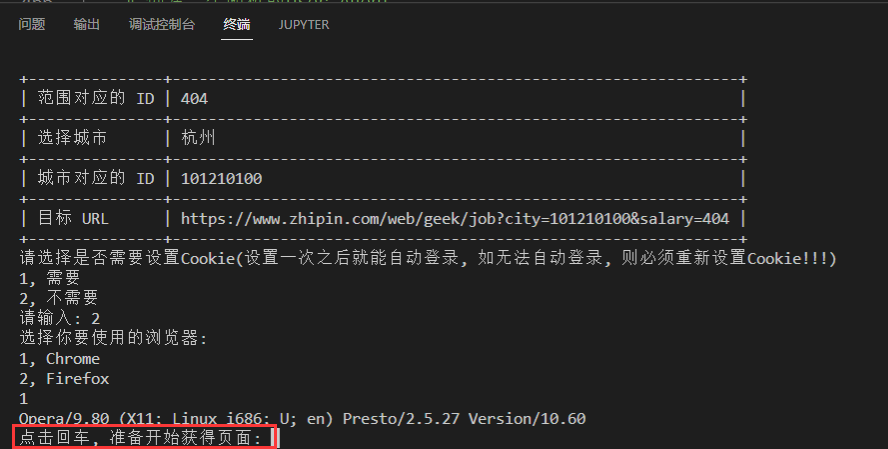 问题 输出 调试控制台 终端 JUPYTER
+---------------+---------------------------------------------------------------+
| 范围对应的 ID | 404 |
+---------------+---------------------------------------------------------------+
| 选择城市 | 杭州 |
+---------------+---------------------------------------------------------------+
| 城市对应的 ID | 101210100 |
+---------------+---------------------------------------------------------------+
| 目标 URL | https://www.zhipin.com/web/geek/job?city=101210100&salary=404 |
+---------------+---------------------------------------------------------------+
请选择是否需要设置Cookie(设置一次之后就能自动登录, 如无法自动登录, 则必须重新设置Cookie!!!)
1, 需要
2, 不需要
请输入: 2
选择你要使用的浏览器:
1, Chrome
2, Firefox
1
Opera/9.80 (X11; Linux i686; U; en) Presto/2.5.27 Version/10.60
点击回车, 准备开始获得页面: